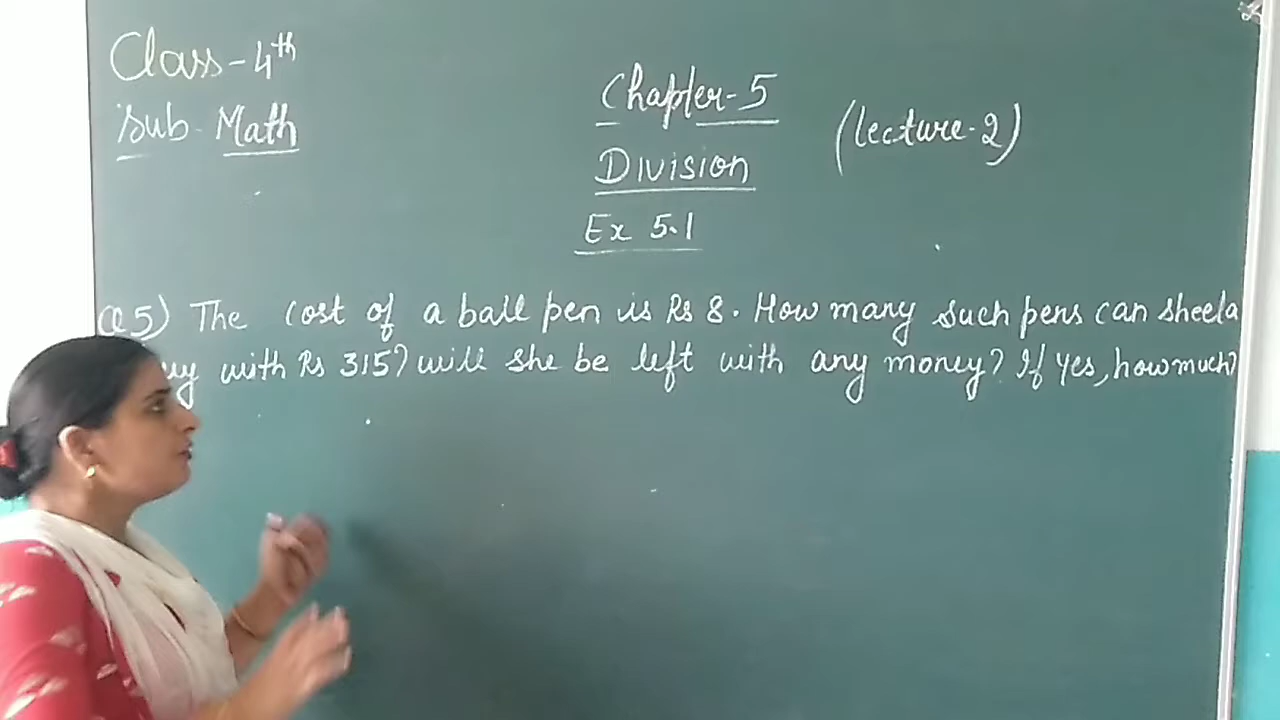 Class-4th
Sub- Math
Chapter-5
(lecture-2)
Division
Ex 5.1
Q5) The cost of a ball pen is Rs 8. How many such pens can sheela
with Rs 315? will she be left with any money? If yes, how much?